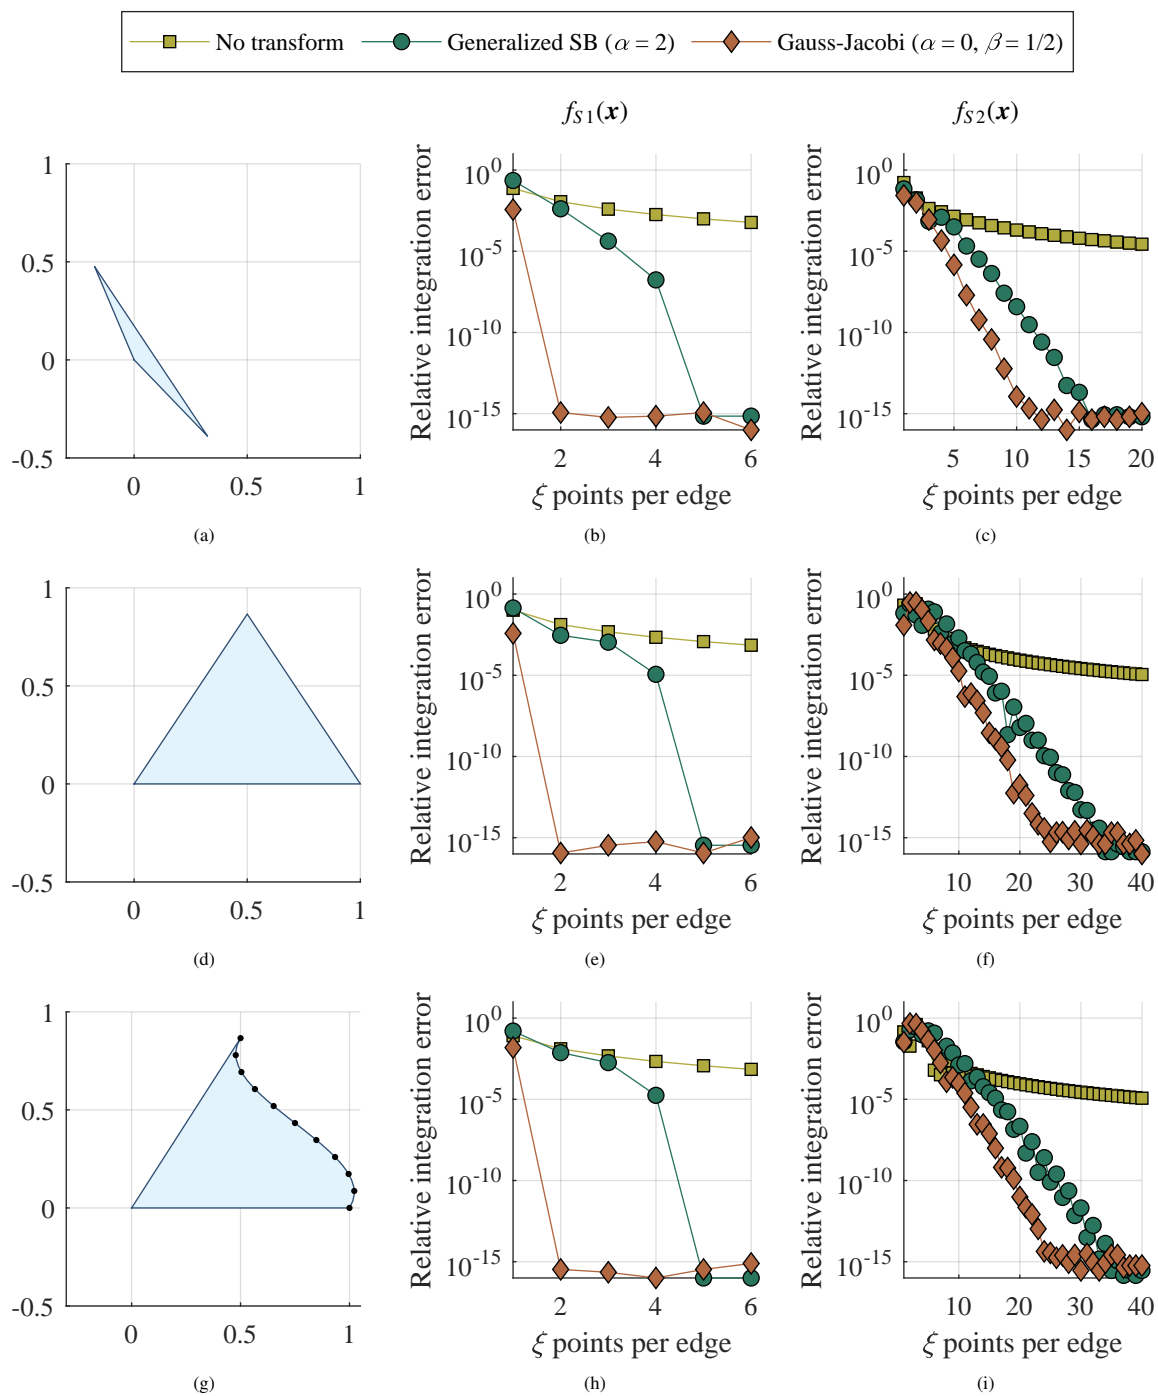 No transform
Generalized SB (α = 2)
Gauss-Jacobi (α = 0, β = 1/2)
f_{S1}(x)
f_{S2}(x)
1
0.5
0
-0.5
0
0.5
1
(a)
Relative integration error
10^0
10^-5
10^-10
10^-15
2
4
6
ξ points per edge
(b)
Relative integration error
10^0
10^-5
10^-10
10^-15
5
10
15
20
ξ points per edge
(c)
1
0.5
0
-0.5
0
0.5
1
(d)
Relative integration error
10^0
10^-5
10^-10
10^-15
2
4
6
ξ points per edge
(e)
Relative integration error
10^0
10^-5
10^-10
10^-15
10
20
30
40
ξ points per edge
(f)
1
0.5
0
-0.5
0
0.5
1
(g)
Relative integration error
10^0
10^-5
10^-10
10^-15
2
4
6
ξ points per edge
(h)
Relative integration error
10^0
10^-5
10^-10
10^-15
10
20
30
40
ξ points per edge
(i)